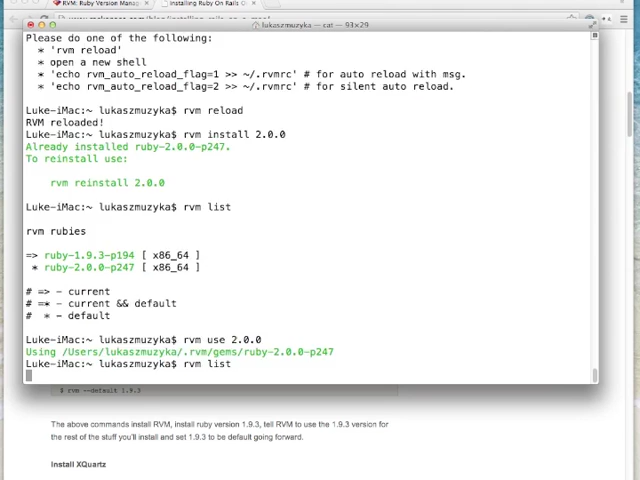 RVM: Ruby Version Manag
Installing Ruby On Rails O
lukaszmuzyka — cat — 93×29
Please do one of the following:
* 'rvm reload'
* open a new shell
* 'echo rvm_auto_reload_flag=1 >> ~/.rvmrc' # for auto reload with msg.
* 'echo rvm_auto_reload_flag=2 >> ~/.rvmrc' # for silent auto reload.
Luke-iMac:~ lukaszmuzyka$ rvm reload
RVM reloaded!
Luke-iMac:~ lukaszmuzyka$ rvm install 2.0.0
Already installed ruby-2.0.0-p247.
To reinstall use:
rvm reinstall 2.0.0
Luke-iMac:~ lukaszmuzyka$ rvm list
rvm rubies
=> ruby-1.9.3-p194 [ x86_64 ]
* ruby-2.0.0-p247 [ x86_64 ]
# => - current
# =* - current && default
#  * - default
Luke-iMac:~ lukaszmuzyka$ rvm use 2.0.0
Using /Users/lukaszmuzyka/.rvm/gems/ruby-2.0.0-p247
Luke-iMac:~ lukaszmuzyka$ rvm list
$ rvm --default 1.9.3
The above commands install RVM, install ruby version 1.9.3, tell RVM to use the 1.9.3 version for
the rest of the stuff you'll install and set 1.9.3 to be default going forward.
Install XQuartz